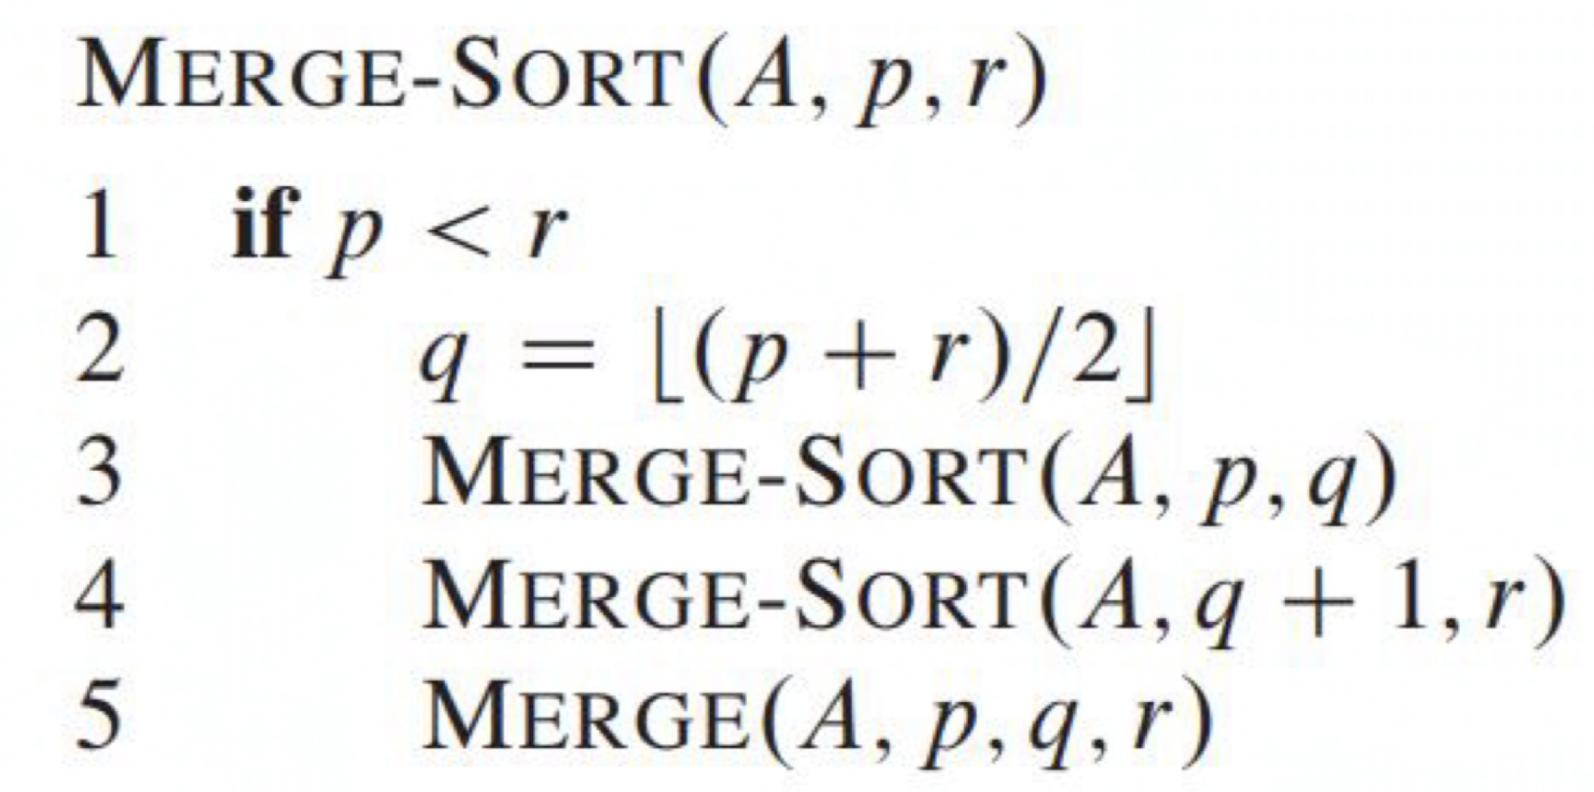 MERGE-SORT(A, p, r)
1 if p < r
2 q = ⌊(p + r)/2⌋
3 MERGE-SORT(A, p, q)
4 MERGE-SORT(A, q + 1, r)
5 MERGE(A, p, q, r)